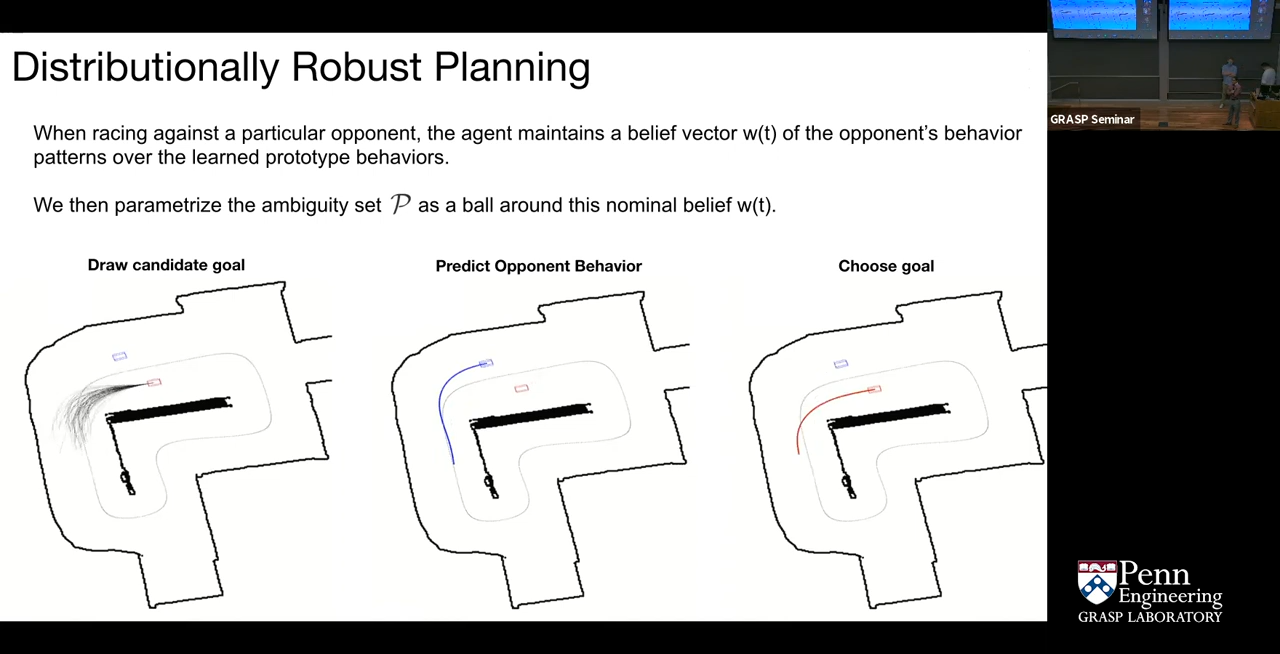 Distributionally Robust Planning
When racing against a particular opponent, the agent maintains a belief vector w(t) of the opponent's behavior
patterns over the learned prototype behaviors.
We then parametrize the ambiguity set 𝒫 as a ball around this nominal belief w(t).
Draw candidate goal
Predict Opponent Behavior
Choose goal
GRASP Seminar
Penn
Engineering
GRASP LABORATORY